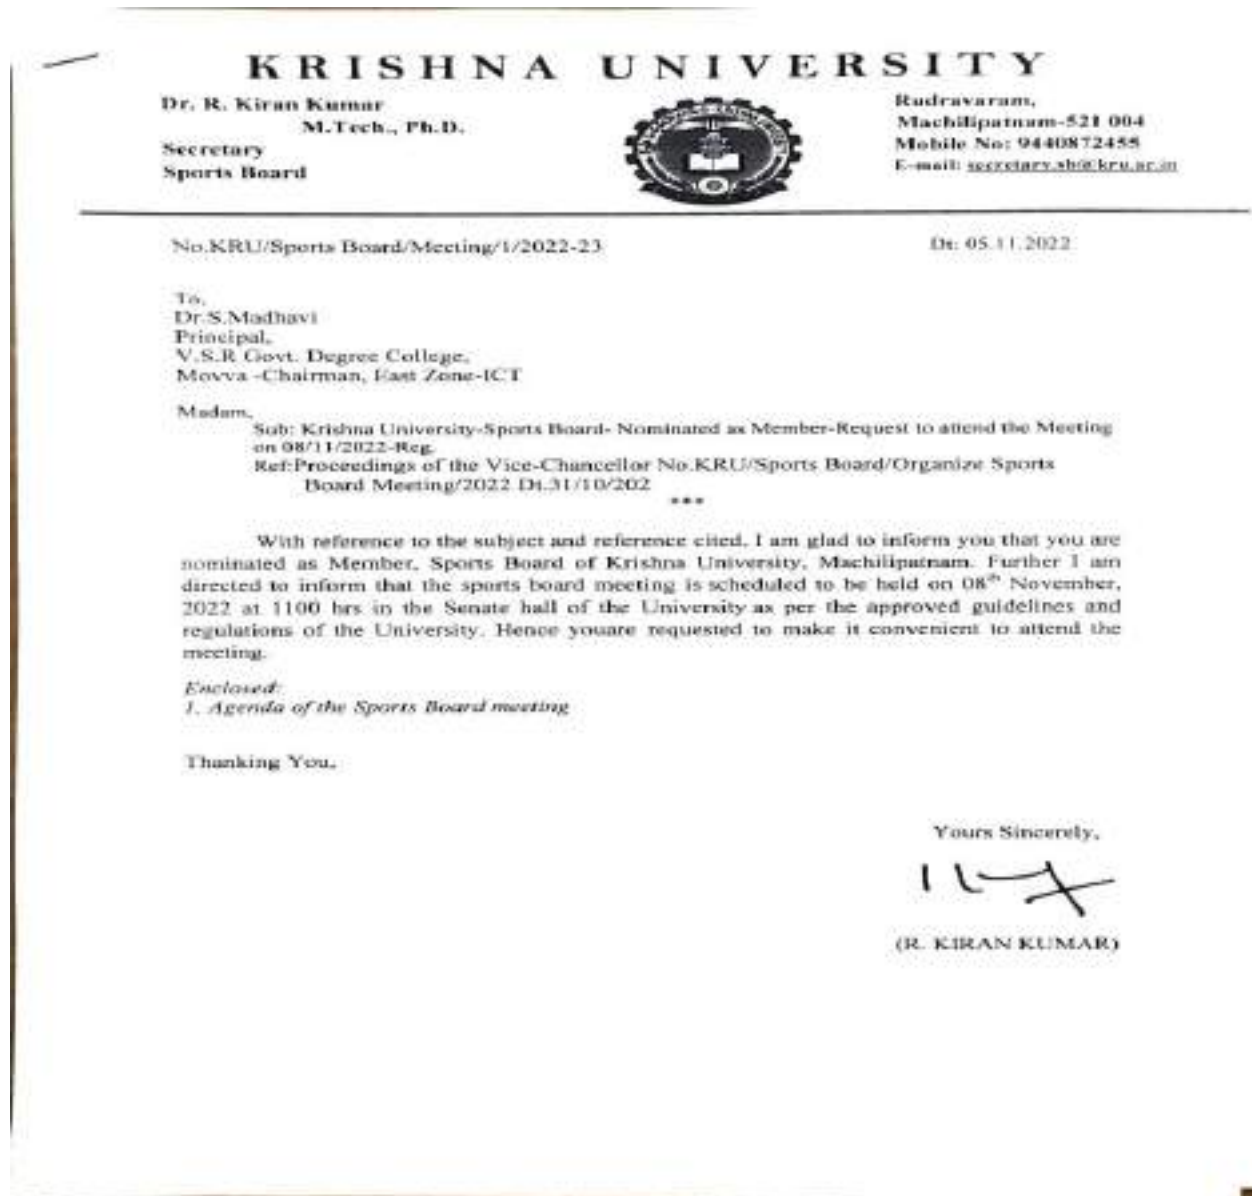 KRISHNA UNIVERSITY
Dr. R. Kiran Kumar
M.Tech., Ph.D.
Secretary
Sports Board
Rudravaram,
Machilipatnam-521 004
Mobile No: 9440872455
E-mail: secretary.sb@kru.ac.in
No.KRU/Sports Board/Meeting/1/2022-23
Dt: 05.11.2022
To,
Dr.S.Madhavi
Principal,
V.S.R Govt. Degree College,
Movva -Chairman, East Zone-ICT
Madam,
Sub: Krishna University-Sports Board- Nominated as Member-Request to attend the Meeting
on 08/11/2022-Reg.
Ref:Proceedings of the Vice-Chancellor No.KRU/Sports Board/Organize Sports
Board Meeting/2022 Dt.31/10/202
***
With reference to the subject and reference cited, I am glad to inform you that you are
nominated as Member, Sports Board of Krishna University, Machilipatnam. Further I am
directed to inform that the sports board meeting is scheduled to be held on 08th November,
2022 at 1100 hrs in the Senate hall of the University as per the approved guidelines and
regulations of the University. Hence youare requested to make it convenient to attend the
meeting.
Enclosed:
1. Agenda of the Sports Board meeting
Thanking You,
Yours Sincerely,
(R. KIRAN KUMAR)